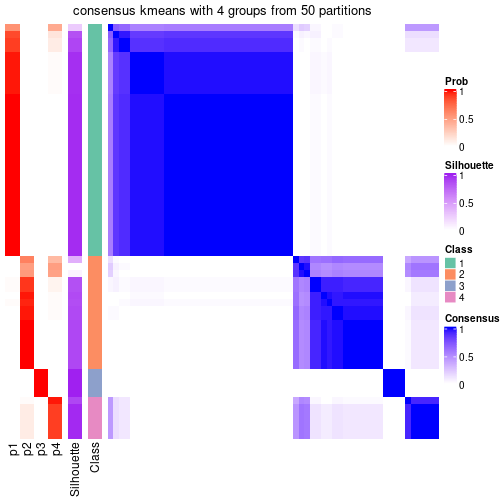 consensus kmeans with 4 groups from 50 partitions
Prob
1
0.5
0
Silhouette
1
0.5
0
Class
1
2
3
4
Consensus
1
0.5
0
p1
p2
p3
p4
Silhouette
Class